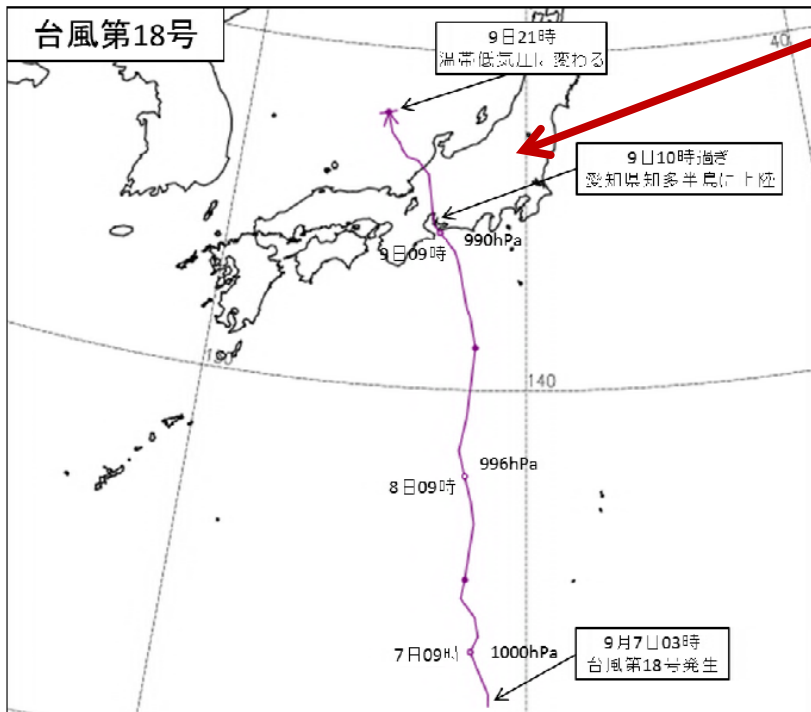 台風第18号
9日21時
温帯低気圧に変わる
40
9日10時過ぎ
愛知県知多半島に上陸
990hPa
9日09時
130
140
996hPa
8日09時
7日09時
1000hPa
9月7日03時
台風第18号発生